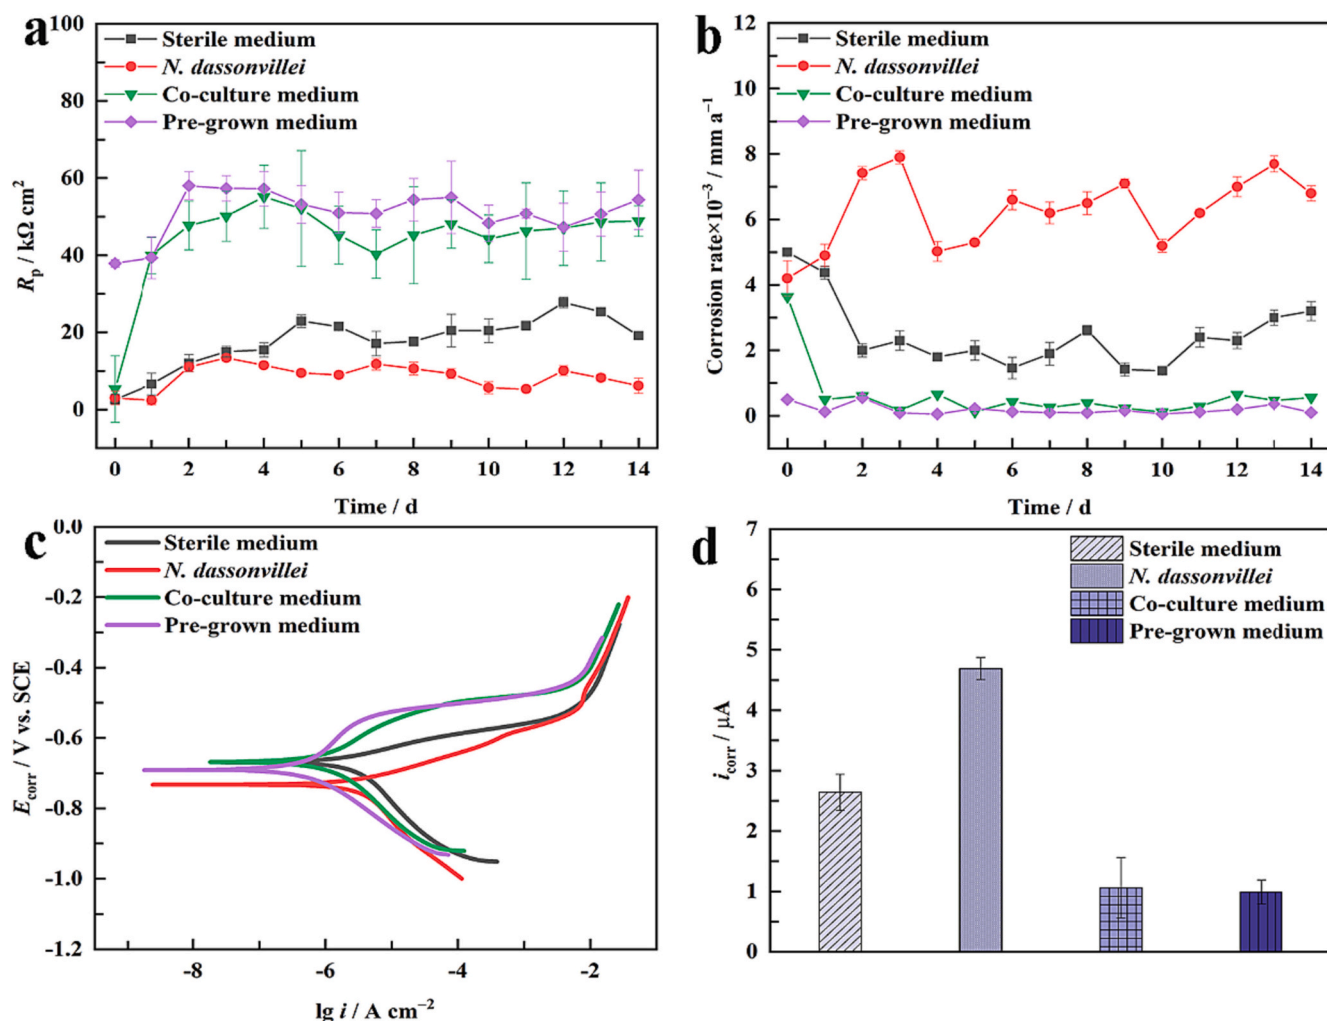 a
Sterile medium
N. dassonvillei
Co-culture medium
Pre-grown medium
100
80
60
40
20
0
Rp / kΩ cm²
0 2 4 6 8 10 12 14
Time / d
b
Sterile medium
N. dassonvillei
Co-culture medium
Pre-grown medium
12
10
8
6
4
2
0
Corrosion rate×10⁻³ / mm a⁻¹
0 2 4 6 8 10 12 14
Time / d
c
Sterile medium
N. dassonvillei
Co-culture medium
Pre-grown medium
0.0
-0.2
-0.4
-0.6
-0.8
-1.0
-1.2
Ecorr / V vs. SCE
-8 -6 -4 -2
lg i / A cm⁻²
d
Sterile medium
N. dassonvillei
Co-culture medium
Pre-grown medium
7
6
5
4
3
2
1
0
icorr / μA